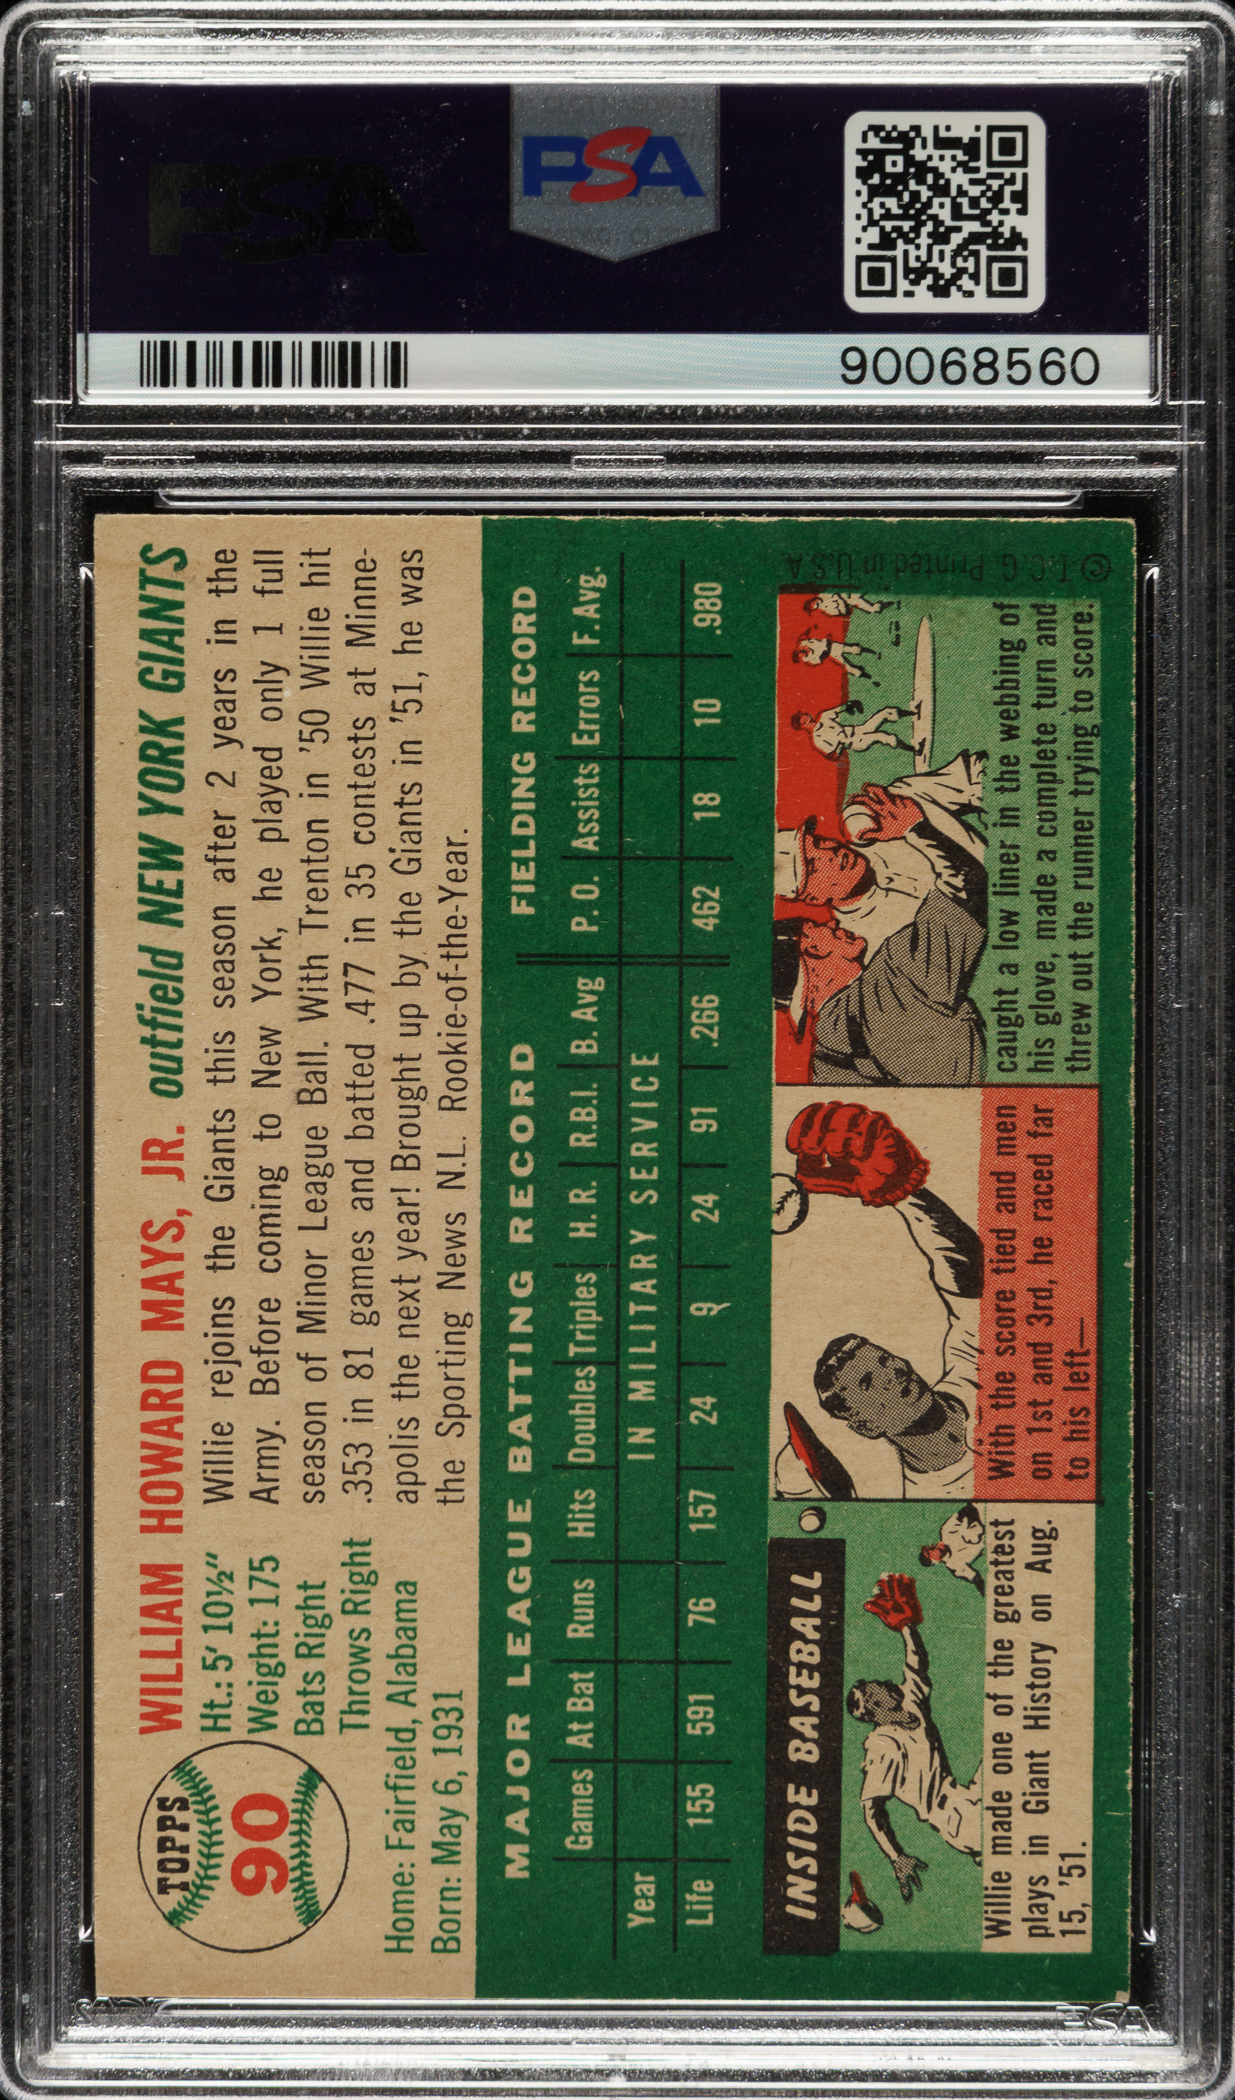 PSA
PSA
90068560
TOPPS
90
WILLIAM HOWARD MAYS, JR. outfield NEW YORK GIANTS
Ht.: 5' 10½"
Weight: 175
Bats Right
Throws Right
Home: Fairfield, Alabama
Born: May 6, 1931
Willie rejoins the Giants this season after 2 years in the
Army. Before coming to New York, he played only 1 full
season of Minor League Ball. With Trenton in '50 Willie hit
.353 in 81 games and batted .477 in 35 contests at Minne-
apolis the next year! Brought up by the Giants in '51, he was
the Sporting News N.L. Rookie-of-the-Year.
MAJOR LEAGUE BATTING RECORD FIELDING RECORD
Games At Bat Runs Hits Doubles Triples H. R. R.B.I. B. Avg P. O. Assists Errors F. Avg.
Year IN MILITARY SERVICE
Life 155 591 76 157 24 9 24 91 .266 462 18 10 .980
INSIDE BASEBALL
Willie made one of the greatest
plays in Giant History on Aug.
15, '51.
With the score tied and men
on 1st and 3rd, he raced far
to his left—
caught a low liner in the webbing of
his glove, made a complete turn and
threw out the runner trying to score.
© T.C.G. Printed in U.S.A.